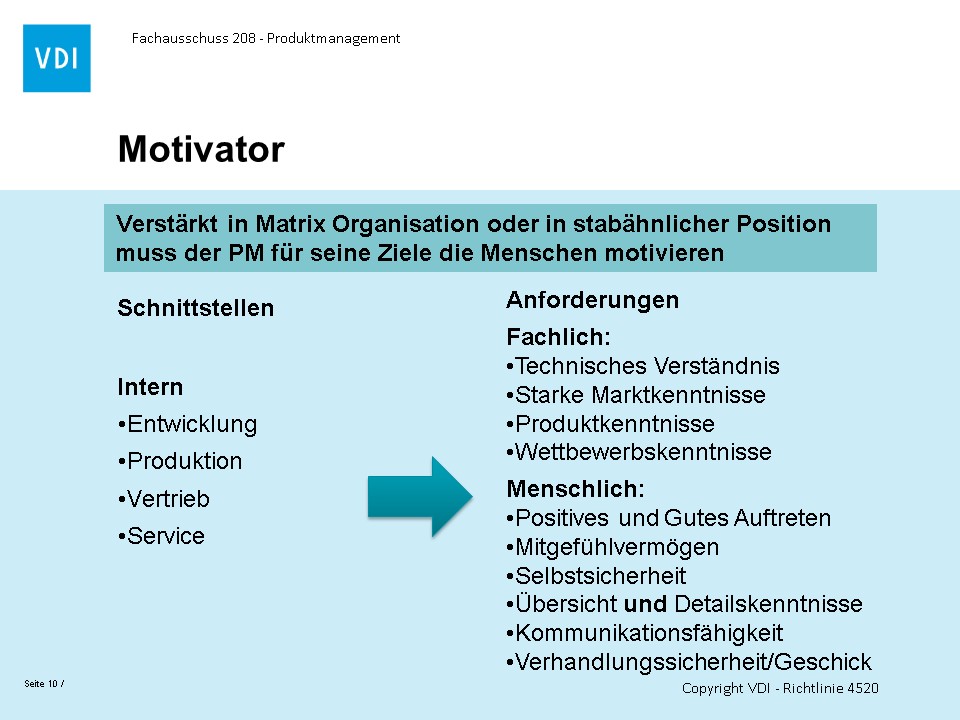 VDI
Fachausschuss 208 - Produktmanagement
Motivator
Verstärkt in Matrix Organisation oder in stabähnlicher Position
muss der PM für seine Ziele die Menschen motivieren
Schnittstellen
Intern
•Entwicklung
•Produktion
•Vertrieb
•Service
Anforderungen
Fachlich:
•Technisches Verständnis
•Starke Marktkenntnisse
•Produktkenntnisse
•Wettbewerbskenntnisse
Menschlich:
•Positives und Gutes Auftreten
•Mitgefühlvermögen
•Selbstsicherheit
•Übersicht und Detailskenntnisse
•Kommunikationsfähigkeit
•Verhandlungssicherheit/Geschick
Seite 10 /
Copyright VDI - Richtlinie 4520